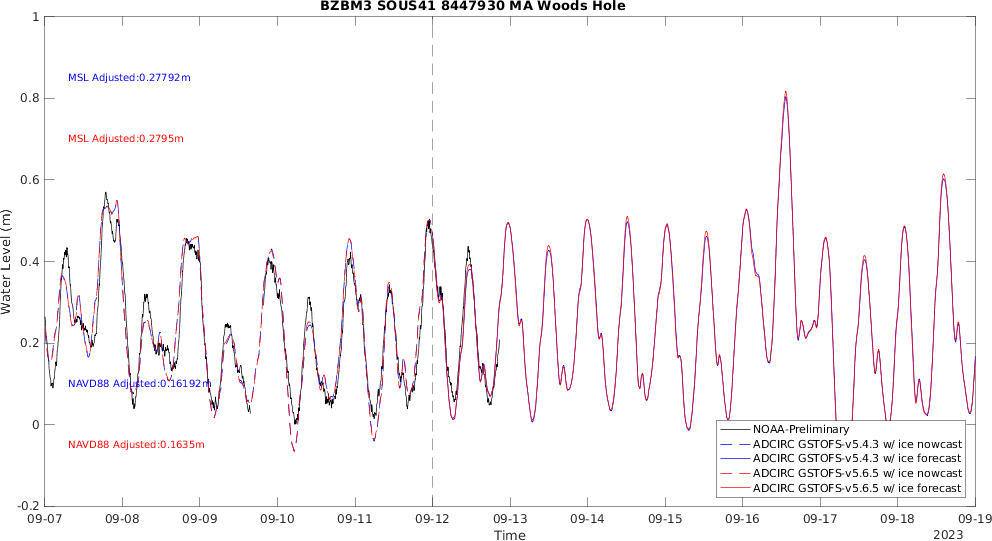 BZBM3 SOUS41 8447930 MA Woods Hole
1
0.8
0.6
0.4
0.2
0
-0.2
Water Level (m)
MSL Adjusted:0.27792m
MSL Adjusted:0.2795m
NAVD88 Adjusted:0.16192m
NAVD88 Adjusted:0.1635m
NOAA-Preliminary
ADCIRC GSTOFS-v5.4.3 w/ ice nowcast
ADCIRC GSTOFS-v5.4.3 w/ ice forecast
ADCIRC GSTOFS-v5.6.5 w/ ice nowcast
ADCIRC GSTOFS-v5.6.5 w/ ice forecast
09-07 09-08 09-09 09-10 09-11 09-12 09-13 09-14 09-15 09-16 09-17 09-18 09-19
Time
2023